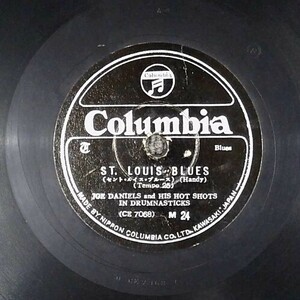 Columbia
Columbia
Blues
ST. LOUIS BLUES
(セント・ルイス・ブルース) (Handy)
(Tempo 25)
JOE DANIELS and HIS HOT SHOTS
IN DRUMNASTICKS
(CE 7068) M 24
MADE BY NIPPON COLUMBIA CO., LTD., KAWASAKI, JAPAN